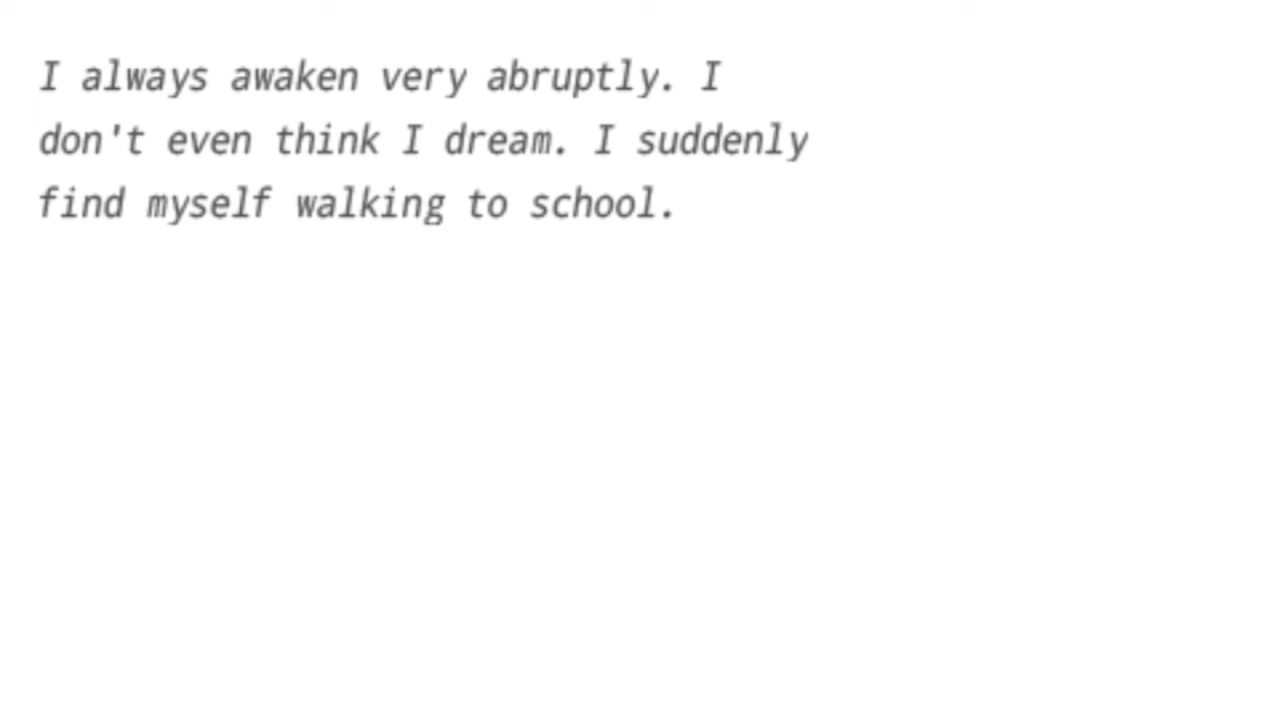 I always awaken very abruptly. I
don't even think I dream. I suddenly
find myself walking to school.